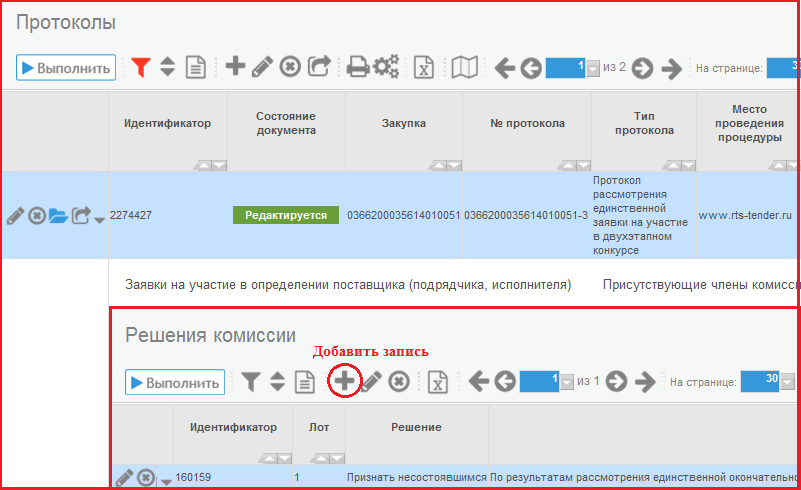 Протоколы
Выполнить 1 из 2 На странице: 3
Идентификатор
Состояние
документа
Закупка
№ протокола
Тип
протокола
Место
проведения
процедуры
2274427
Редактируется
0366200035614010051
0366200035614010051-3
Протокол
рассмотрения
единственной
заявки на участие
в двухэтапном
конкурсе
www.rts-tender.ru
Заявки на участие в определении поставщика (подрядчика, исполнителя) Присутствующие члены
Решения комиссии
Добавить запись
Выполнить 1 из 1 На странице: 30
Идентификатор Лот Решение
160159 1 Признать несостоявшимся По результатам рассмотрения единственной